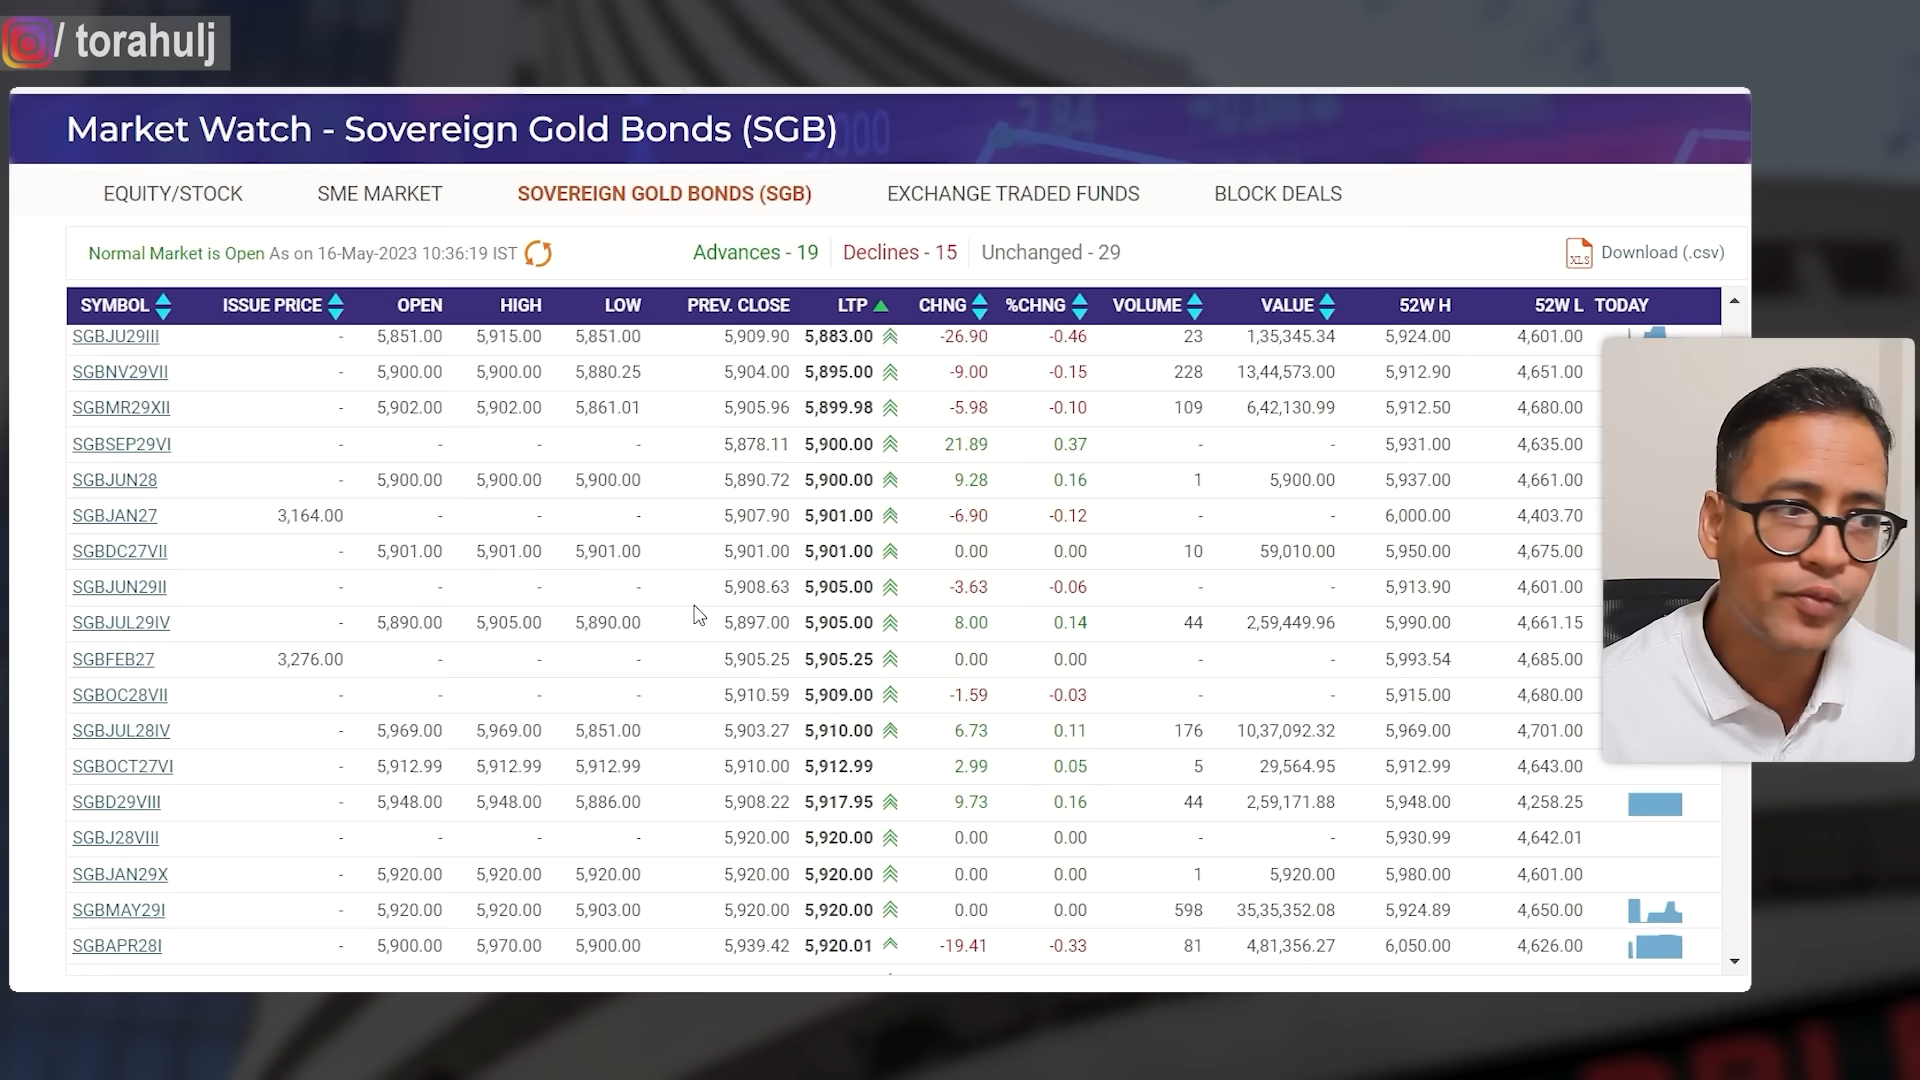 / torahulj
Market Watch - Sovereign Gold Bonds (SGB)
EQUITY/STOCK SME MARKET SOVEREIGN GOLD BONDS (SGB) EXCHANGE TRADED FUNDS BLOCK DEALS
Normal Market is Open As on 16-May-2023 10:36:19 IST Advances - 19 Declines - 15 Unchanged - 29 XLS Download (.csv)
SYMBOL ISSUE PRICE OPEN HIGH LOW PREV. CLOSE LTP CHNG %CHNG VOLUME VALUE 52W H 52W L TODAY
SGBJU29III - 5,851.00 5,915.00 5,851.00 5,909.90 5,883.00 -26.90 -0.46 23 1,35,345.34 5,924.00 4,601.00
SGBNV29VII - 5,900.00 5,900.00 5,880.25 5,904.00 5,895.00 -9.00 -0.15 228 13,44,573.00 5,912.90 4,651.00
SGBMR29XII - 5,902.00 5,902.00 5,861.01 5,905.96 5,899.98 -5.98 -0.10 109 6,42,130.99 5,912.50 4,680.00
SGBSEP29VI - - - - 5,878.11 5,900.00 21.89 0.37 - - 5,931.00 4,635.00
SGBJUN28 - 5,900.00 5,900.00 5,900.00 5,890.72 5,900.00 9.28 0.16 1 5,900.00 5,937.00 4,661.00
SGBJAN27 3,164.00 - - - 5,907.90 5,901.00 -6.90 -0.12 - - 6,000.00 4,403.70
SGBDC27VII - 5,901.00 5,901.00 5,901.00 5,901.00 5,901.00 0.00 0.00 10 59,010.00 5,950.00 4,675.00
SGBJUN29II - - - - 5,908.63 5,905.00 -3.63 -0.06 - - 5,913.90 4,601.00
SGBJUL29IV - 5,890.00 5,905.00 5,890.00 5,897.00 5,905.00 8.00 0.14 44 2,59,449.96 5,990.00 4,661.15
SGBFEB27 3,276.00 - - - 5,905.25 5,905.25 0.00 0.00 - - 5,993.54 4,685.00
SGBOC28VII - - - - 5,910.59 5,909.00 -1.59 -0.03 - - 5,915.00 4,680.00
SGBJUL28IV - 5,969.00 5,969.00 5,851.00 5,903.27 5,910.00 6.73 0.11 176 10,37,092.32 5,969.00 4,701.00
SGBOCT27VI - 5,912.99 5,912.99 5,912.99 5,910.00 5,912.99 2.99 0.05 5 29,564.95 5,912.99 4,643.00
SGBD29VIII - 5,948.00 5,948.00 5,886.00 5,908.22 5,917.95 9.73 0.16 44 2,59,171.88 5,948.00 4,258.25
SGBJ28VIII - - - - 5,920.00 5,920.00 0.00 0.00 - - 5,930.99 4,642.01
SGBJAN29X - 5,920.00 5,920.00 5,920.00 5,920.00 5,920.00 0.00 0.00 1 5,920.00 5,980.00 4,601.00
SGBMAY29I - 5,920.00 5,920.00 5,903.00 5,920.00 5,920.00 0.00 0.00 598 35,35,352.08 5,924.89 4,650.00
SGBAPR28I - 5,900.00 5,970.00 5,900.00 5,939.42 5,920.01 -19.41 -0.33 81 4,81,356.27 6,050.00 4,626.00